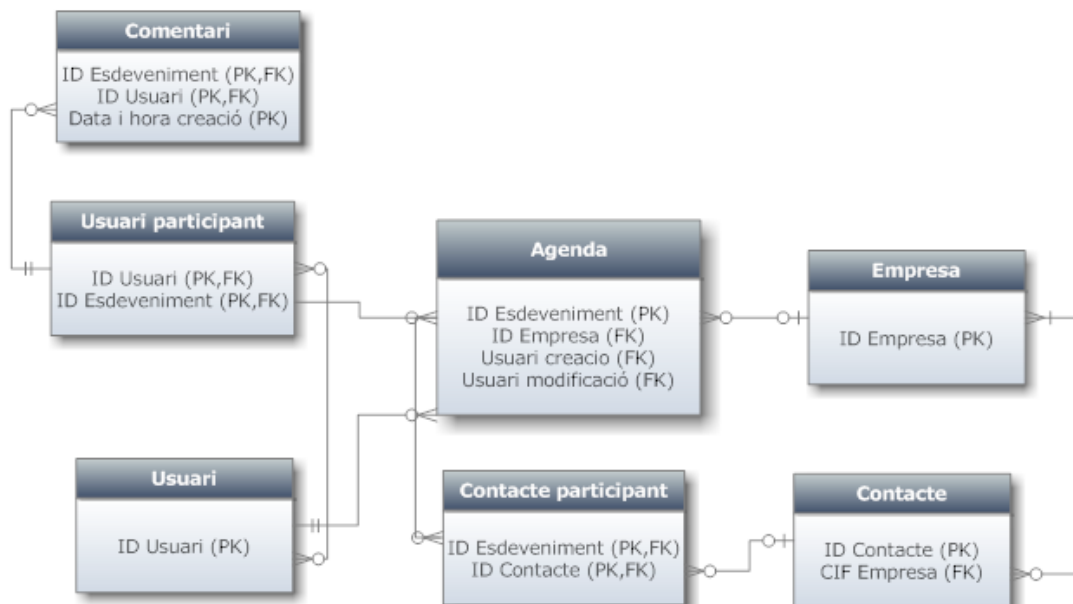 Comentari
ID Esdeveniment (PK,FK)
ID Usuari (PK,FK)
Data i hora creació (PK)
Usuari participant
ID Usuari (PK,FK)
ID Esdeveniment (PK,FK)
Agenda
ID Esdeveniment (PK)
ID Empresa (FK)
Usuari creacio (FK)
Usuari modificació (FK)
Empresa
ID Empresa (PK)
Usuari
ID Usuari (PK)
Contacte participant
ID Esdeveniment (PK,FK)
ID Contacte (PK,FK)
Contacte
ID Contacte (PK)
CIF Empresa (FK)